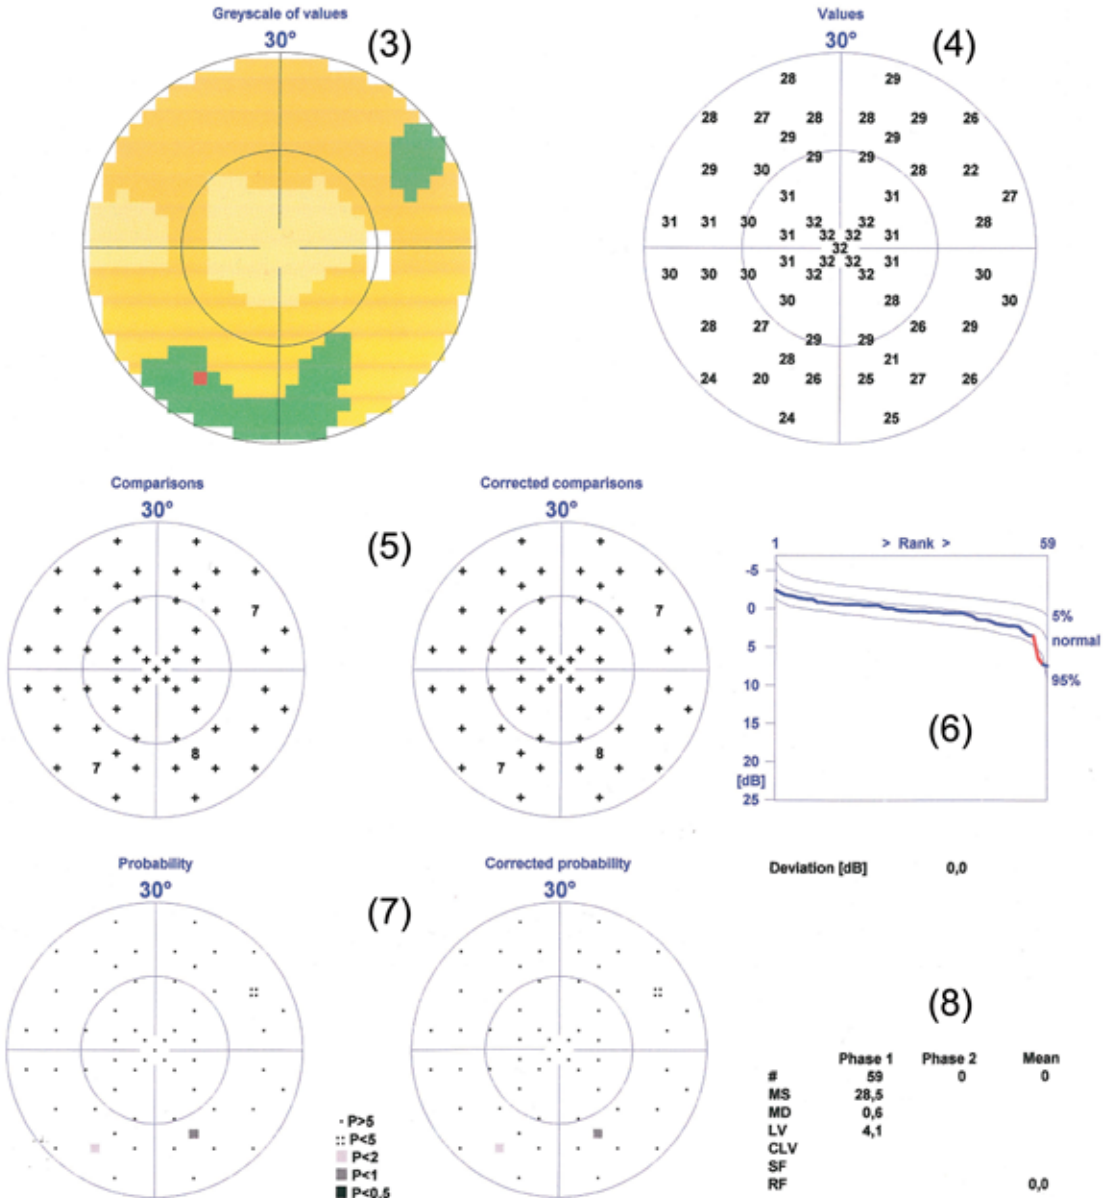 Greyscale of values
30°
(3)
Values
30°
(4)
28 29
28 27 28 28 29 26
29 29
29 29
29 30 28 22
31 31 27
31 31 30 32 32 28
31 32 32 31
32
31 32 32 31
30 30 30 32 32 30
30 28 30
28 27 26 29
29 29
28 21
24 20 26 25 27 26
24 25
Comparisons
30°
7
8
7
(5)
Corrected comparisons
30°
7
8
7
1 > Rank > 59
-5
0
5
10
15
20
[dB]
25
5%
normal
95%
(6)
Deviation [dB] 0,0
Probability
30°
(7)
Corrected probability
30°
P>5
P<5
P<2
P<1
P<0.5
(8)
Phase 1 Phase 2 Mean
# 59 0 0
MS 28,5
MD 0,6
LV 4,1
CLV
SF
RF 0,0